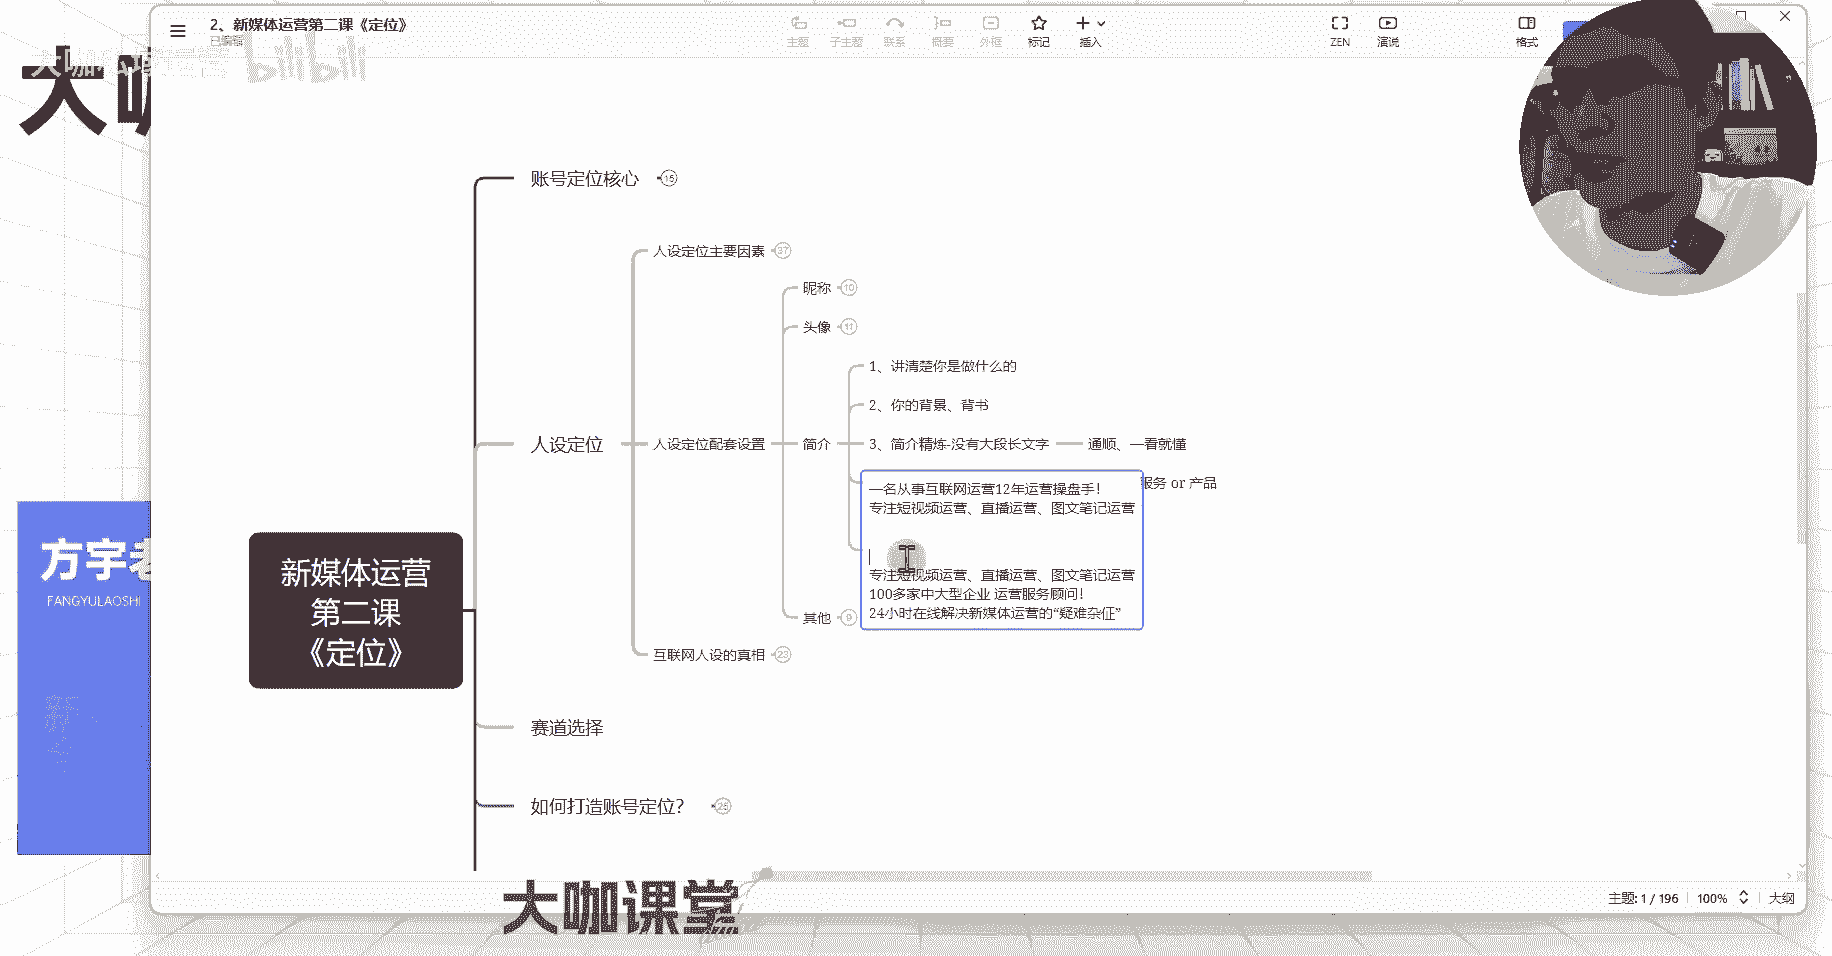 2、新媒体运营第二课《定位》
已编辑
主题
子主题
联系
概要
外框
标记
插入
ZEN
演说
格式
大咖
bilibili
账号定位核心
15
人设定位主要因素
37
昵称
10
头像
11
1、讲清楚你是做什么的
2、你的背景、背书
人设定位
人设定位配套设置
简介
3、简介精炼-没有大段长文字
通顺、一看就懂
服务 or 产品
一名从事互联网运营12年运营操盘手！
专注短视频运营、直播运营、图文笔记运营
专注短视频运营、直播运营、图文笔记运营
100多家中大型企业 运营服务顾问！
24小时在线解决新媒体运营的“疑难杂症”
其他
9
互联网人设的真相
23
新媒体运营
第二课
《定位》
方宇老
FANGYULAOSHI
赛道选择
如何打造账号定位？
25
大咖课堂
主题: 1 / 196
100%
大纲